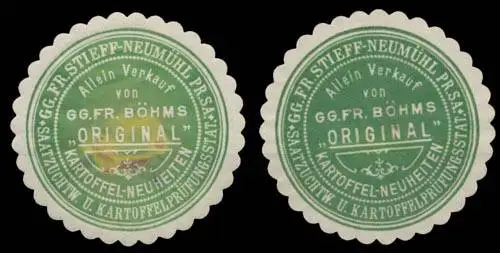 GG. FR. STIEFF-NEUMÜHL PR. SA.
SAATZUCHTW. U. KARTOFFELPRÜFUNGSSTAT.
Allein Verkauf
von
GG. FR. BÖHMS
„ORIGINAL"
KARTOFFEL-NEUHEITEN
GG. FR. STIEFF-NEUMÜHL PR. SA.
SAATZUCHTW. U. KARTOFFELPRÜFUNGSSTAT.
Allein Verkauf
von
GG. FR. BÖHMS
„ORIGINAL"
KARTOFFEL-NEUHEITEN